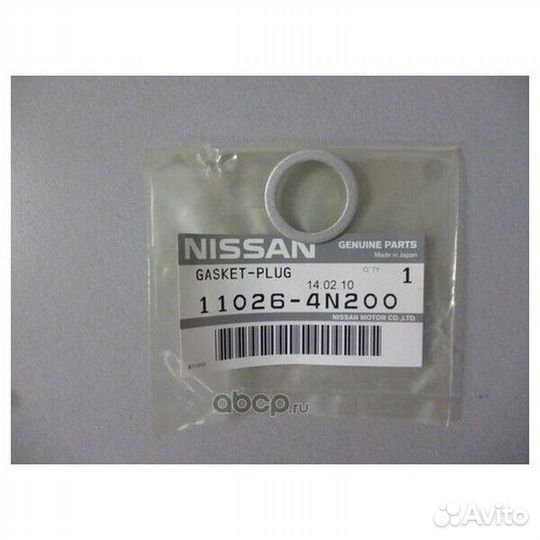 NISSAN
GENUINE PARTS
Made in Japan
GASKET-PLUG
Q'TY
1
14.02.10
11026-4N200
NISSAN MOTOR CO.,LTD.
abcp.ru
Avito